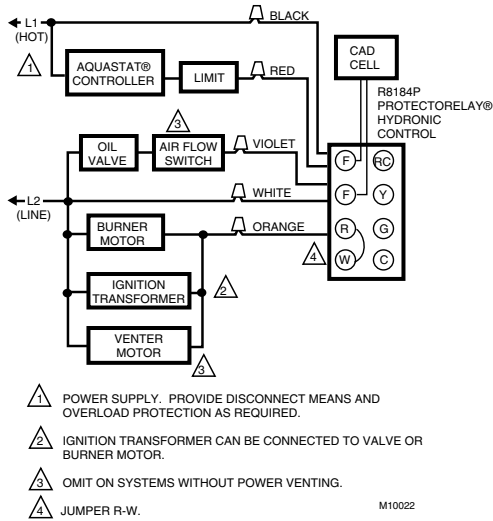 BLACK
L1
(HOT)
1
AQUASTAT®
CONTROLLER
LIMIT
RED
CAD
CELL
R8184P
PROTECTORELAY®
HYDRONIC
CONTROL
3
OIL
VALVE
AIR FLOW
SWITCH
VIOLET
F
RC
L2
(LINE)
WHITE
F
Y
BURNER
MOTOR
ORANGE
R
G
4
W
C
IGNITION
TRANSFORMER
2
VENTER
MOTOR
3
1 POWER SUPPLY. PROVIDE DISCONNECT MEANS AND
OVERLOAD PROTECTION AS REQUIRED.
2 IGNITION TRANSFORMER CAN BE CONNECTED TO VALVE OR
BURNER MOTOR.
3 OMIT ON SYSTEMS WITHOUT POWER VENTING.
4 JUMPER R-W.
M10022